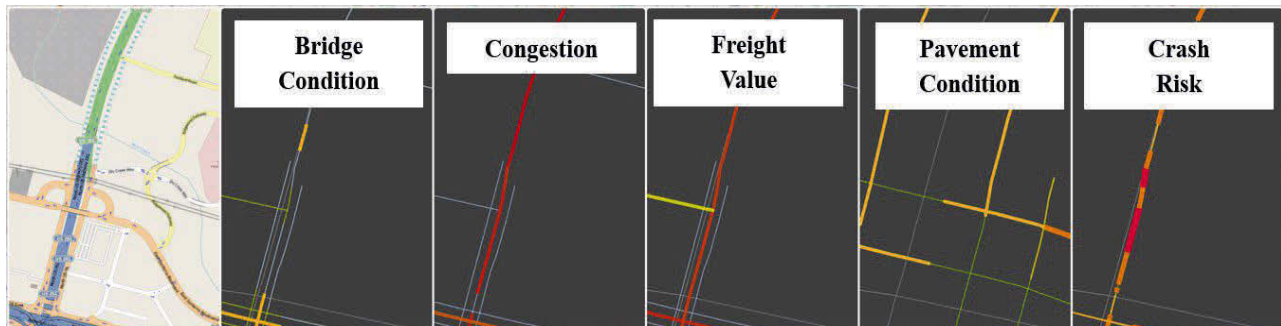 Bridge
Condition
Congestion
Freight
Value
Pavement
Condition
Crash
Risk